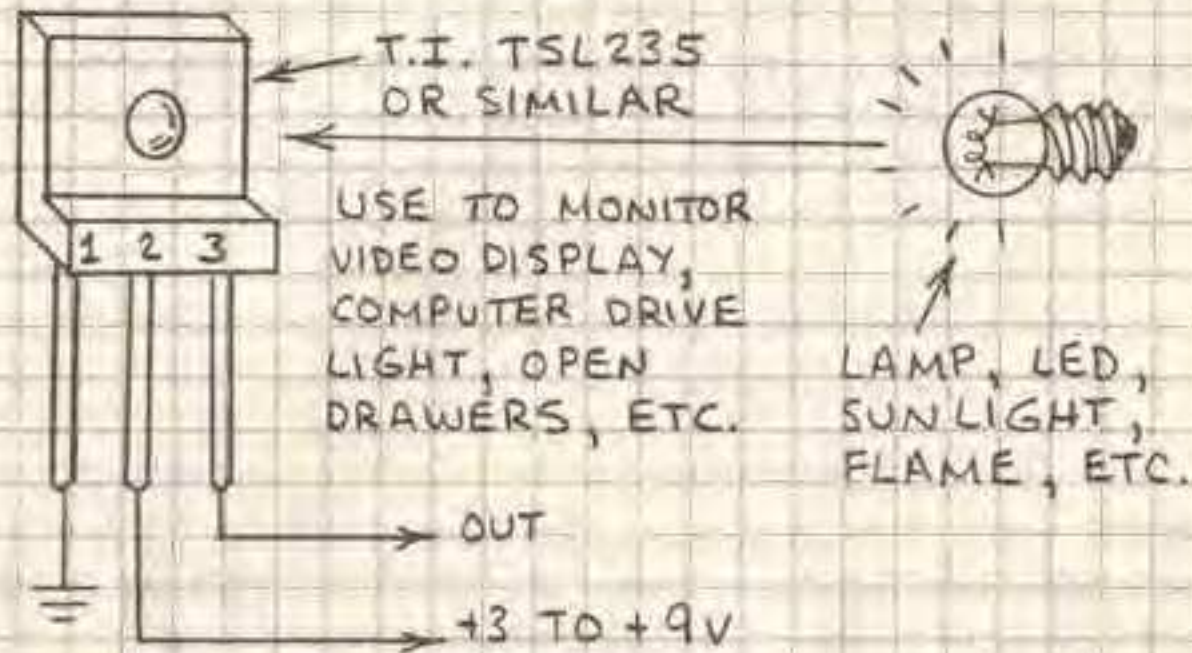 T.I. TSL235
OR SIMILAR
USE TO MONITOR
VIDEO DISPLAY,
COMPUTER DRIVE
LIGHT, OPEN
DRAWERS, ETC.
LAMP, LED,
SUNLIGHT,
FLAME, ETC.
1 2 3
OUT
+3 TO +9V